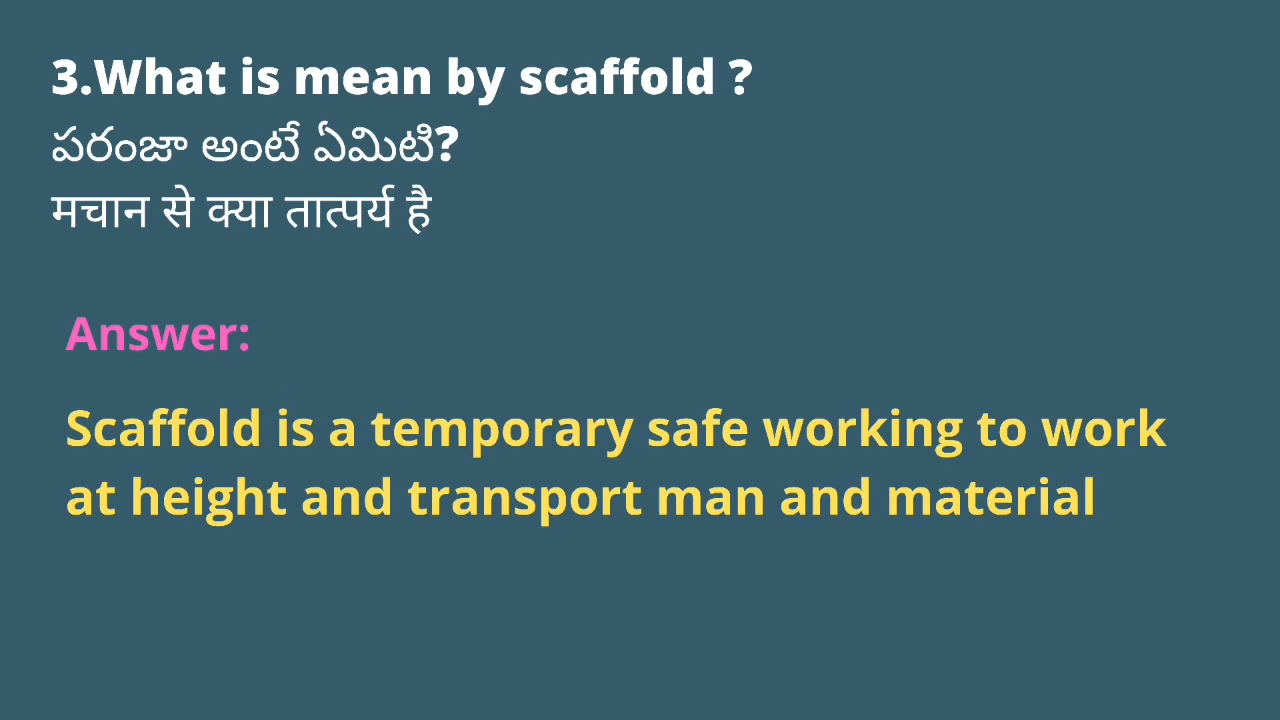 3.What is mean by scaffold ?
పరంజా అంటే ఏమిటి?
मचान से क्या तात्पर्य है
Answer:
Scaffold is a temporary safe working to work
at height and transport man and material